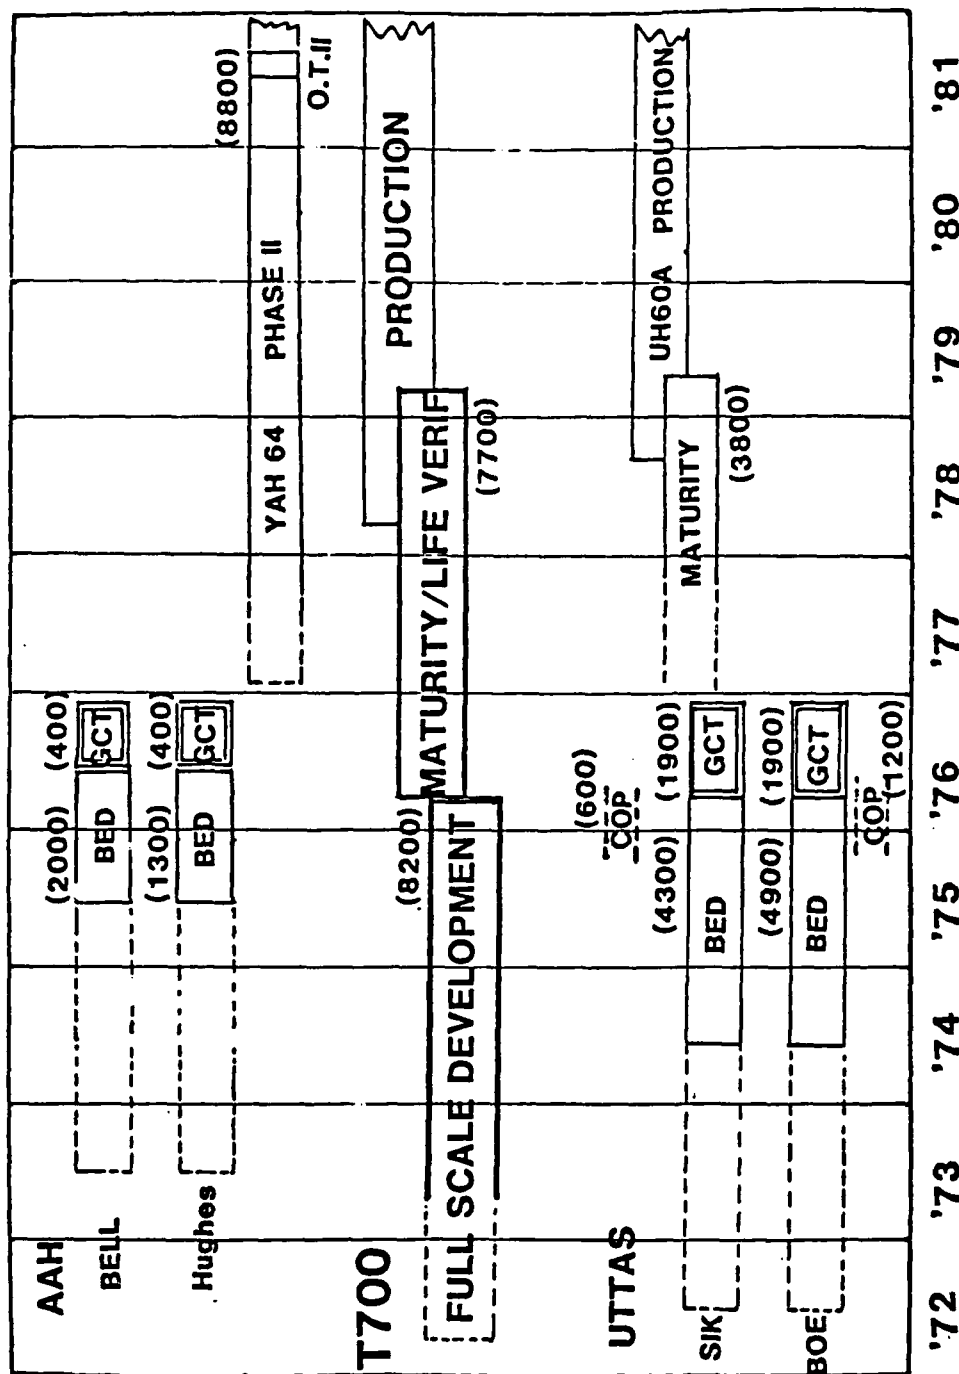 AAH
BELL
(2000)
BED
(400)
GCT
Hughes
(1300)
BED
(400)
GCT
YAH 64 PHASE II
(8800)
O.T.II
T700
FULL SCALE DEVELOPMENT
(8200)
MATURITY/LIFE VERIF
(7700)
PRODUCTION
UTTAS
COP
(600)
SIK
(4300)
BED
(1900)
GCT
MATURITY
(3800)
UH60A PRODUCTION
BOE
(4900)
BED
(1900)
GCT
COP
(1200)
'72 '73 '74 '75 '76 '77 '78 '79 '80 '81